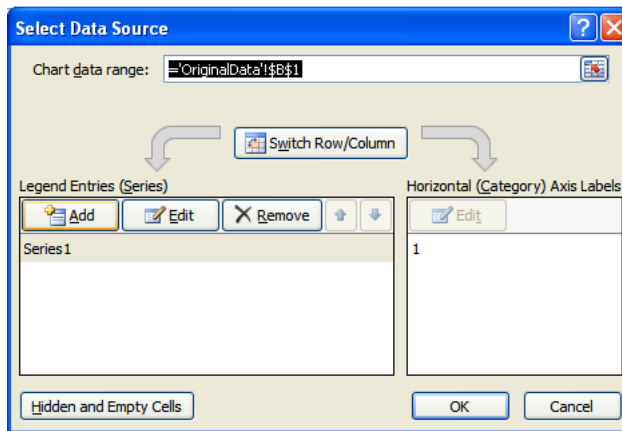 Select Data Source
Chart data range: ='OriginalData'!$B$1
Switch Row/Column
Legend Entries (Series)
Horizontal (Category) Axis Labels
Add Edit Remove
Edit
Series1
1
Hidden and Empty Cells
OK Cancel